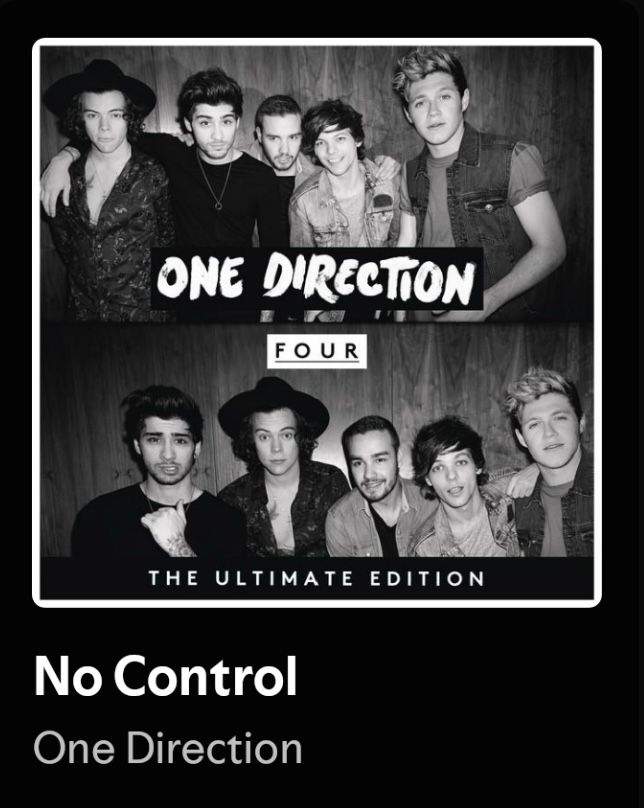 ONE DIRECTION
FOUR
THE ULTIMATE EDITION
No Control
One Direction